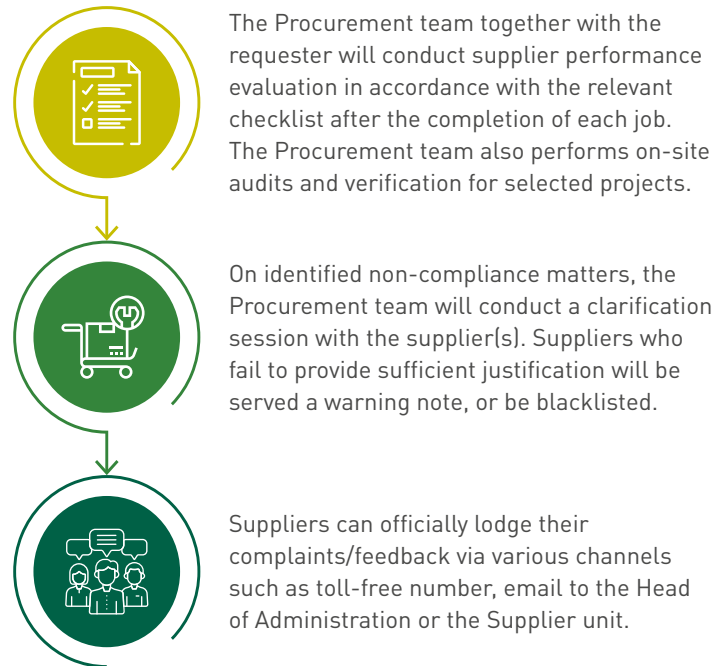 The Procurement team together with the
requester will conduct supplier performance
evaluation in accordance with the relevant
checklist after the completion of each job.
The Procurement team also performs on-site
audits and verification for selected projects.
On identified non-compliance matters, the
Procurement team will conduct a clarification
session with the supplier(s). Suppliers who
fail to provide sufficient justification will be
served a warning note, or be blacklisted.
Suppliers can officially lodge their
complaints/feedback via various channels
such as toll-free number, email to the Head
of Administration or the Supplier unit.